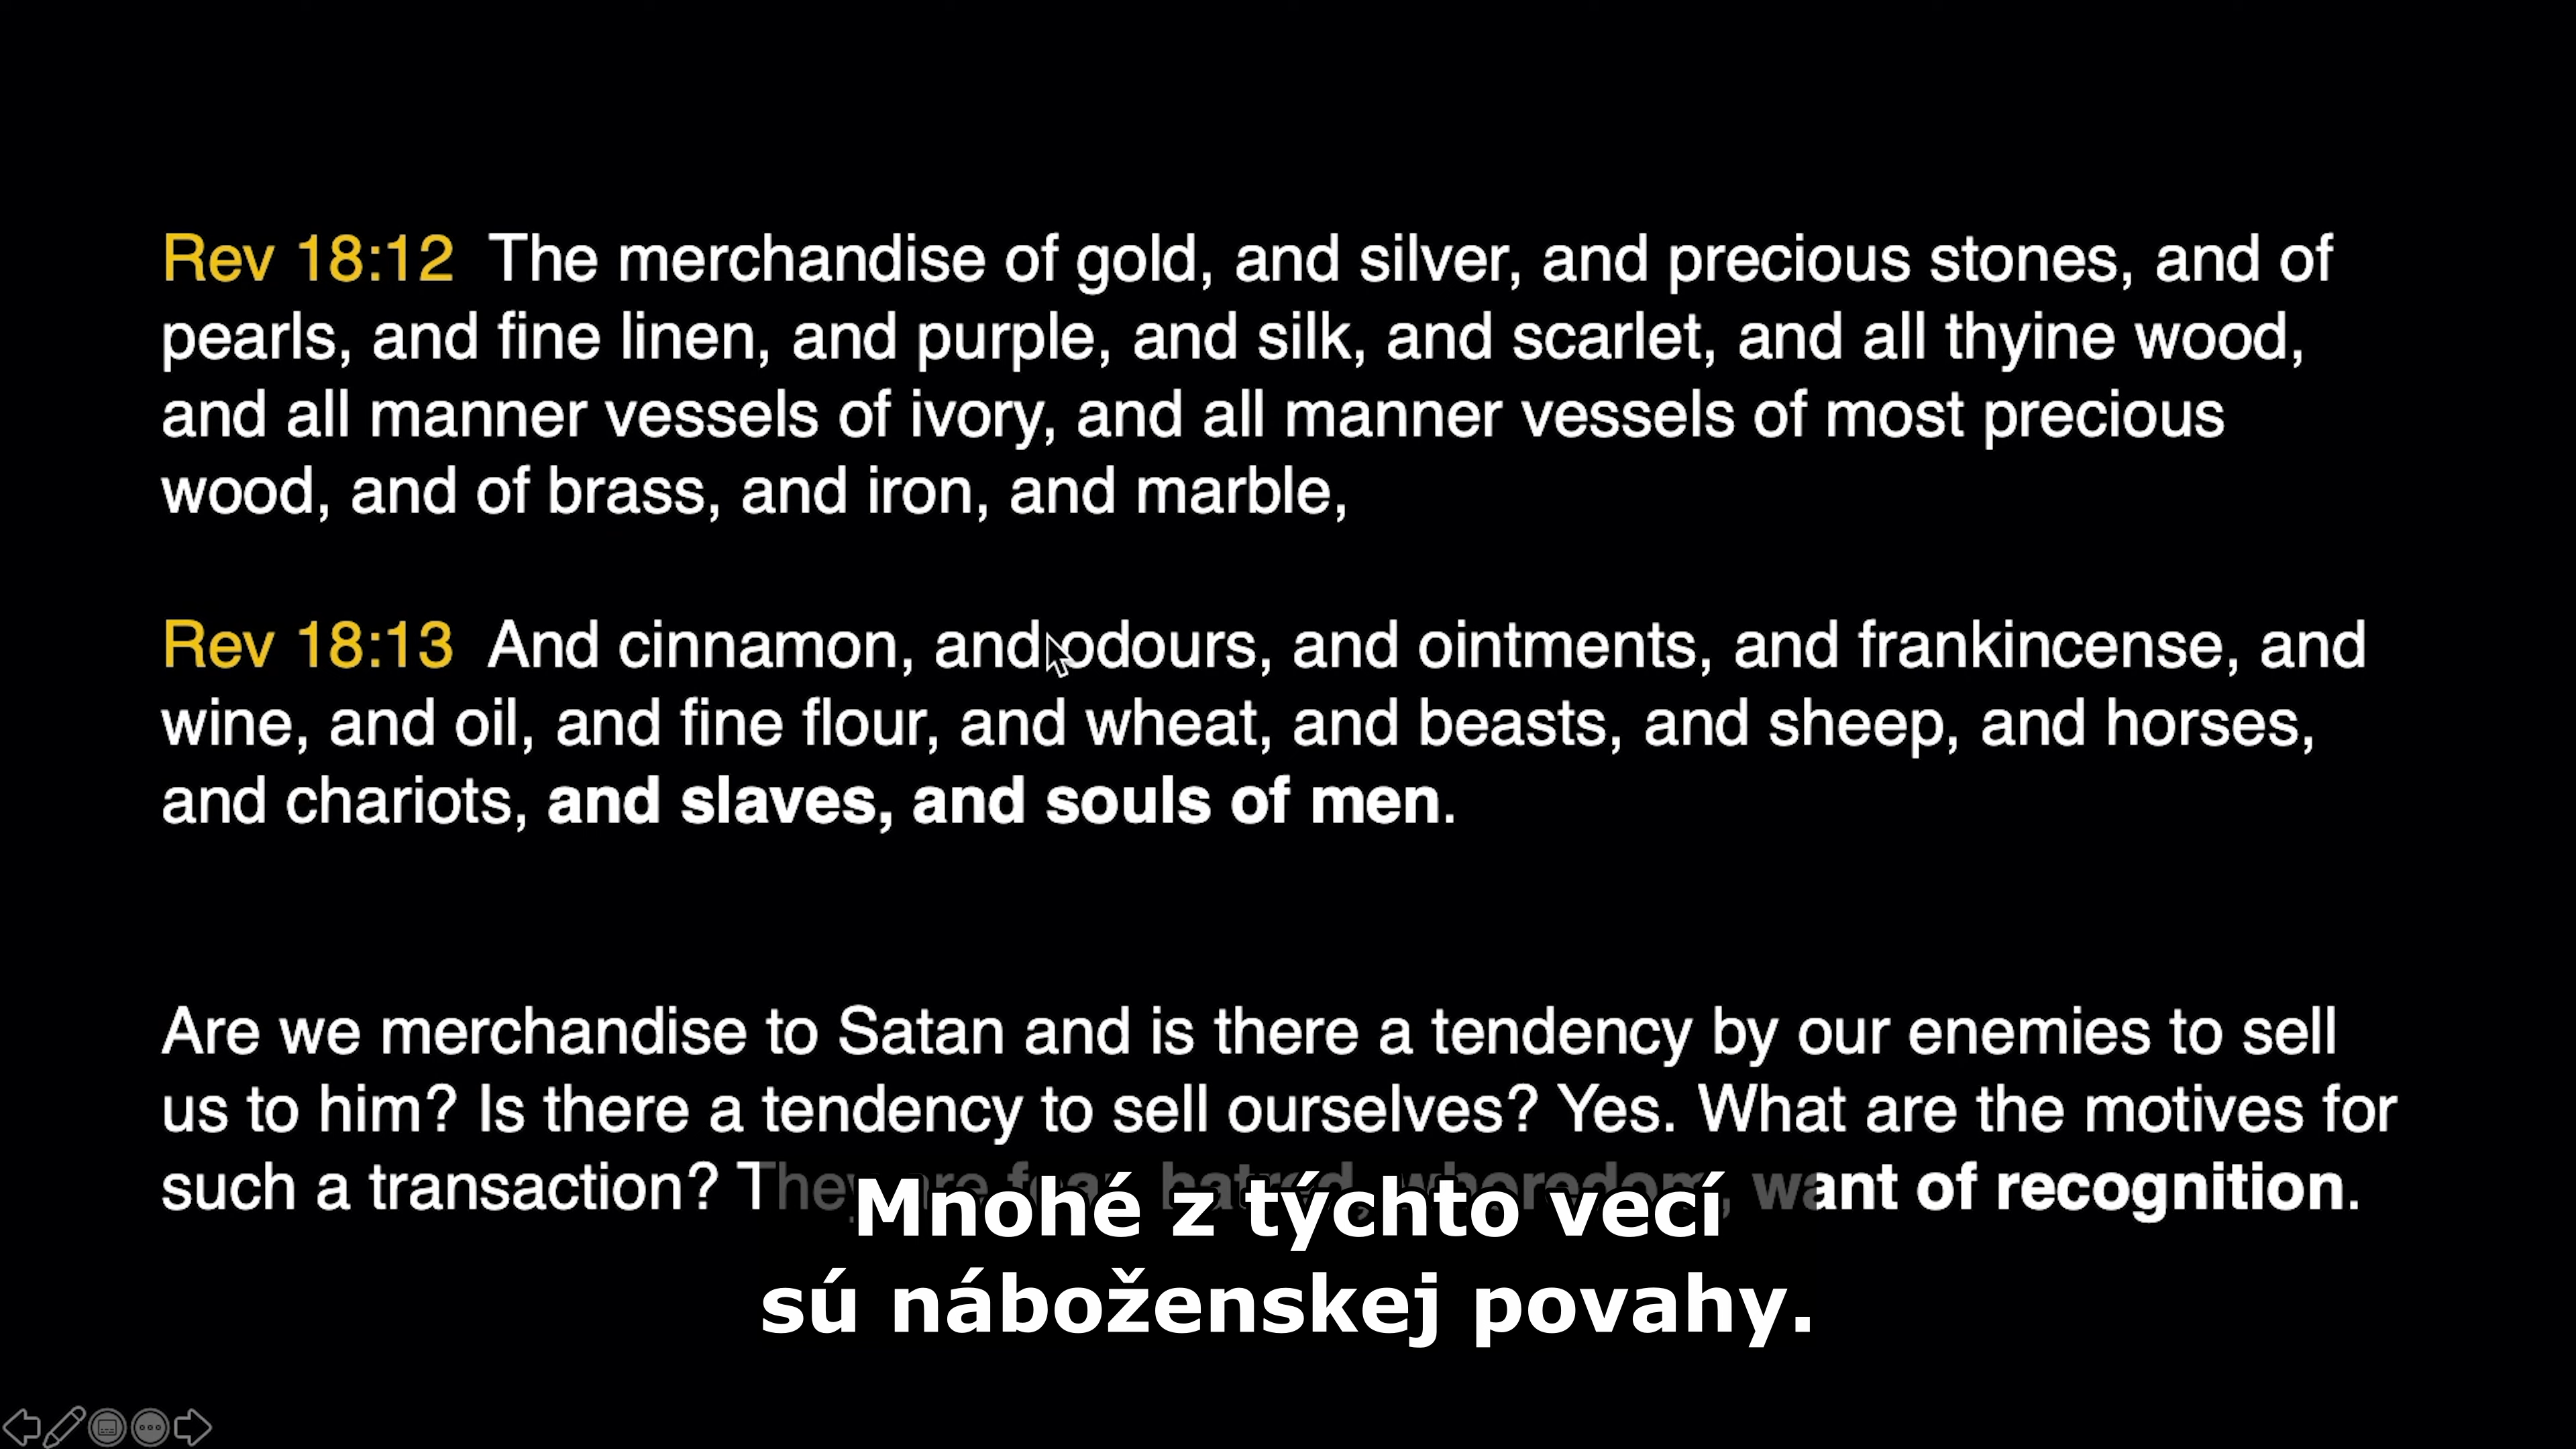 Rev 18:12 The merchandise of gold, and silver, and precious stones, and of
pearls, and fine linen, and purple, and silk, and scarlet, and all thyine wood,
and all manner vessels of ivory, and all manner vessels of most precious
wood, and of brass, and iron, and marble,
Rev 18:13 And cinnamon, and odours, and ointments, and frankincense, and
wine, and oil, and fine flour, and wheat, and beasts, and sheep, and horses,
and chariots, and slaves, and souls of men.
Are we merchandise to Satan and is there a tendency by our enemies to sell
us to him? Is there a tendency to sell ourselves? Yes. What are the motives for
such a transaction? They are fear, hatred, whoredom, want of recognition.
Mnohé z týchto vecí
sú náboženskej povahy.